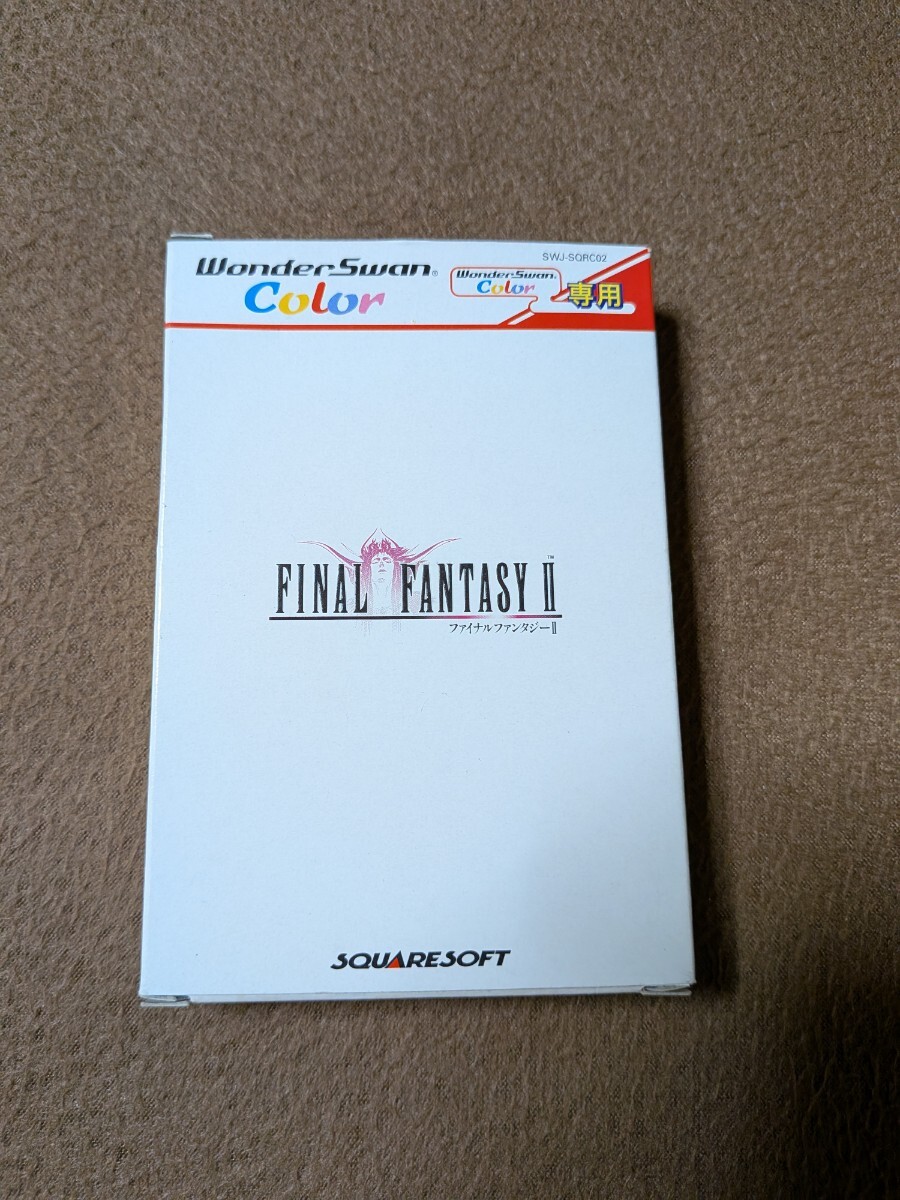 SWJ-SQRC02
WonderSwan®
Color
WonderSwan.
Color
専用
FINAL FANTASY II™
ファイナルファンタジーII
SQUARESOFT